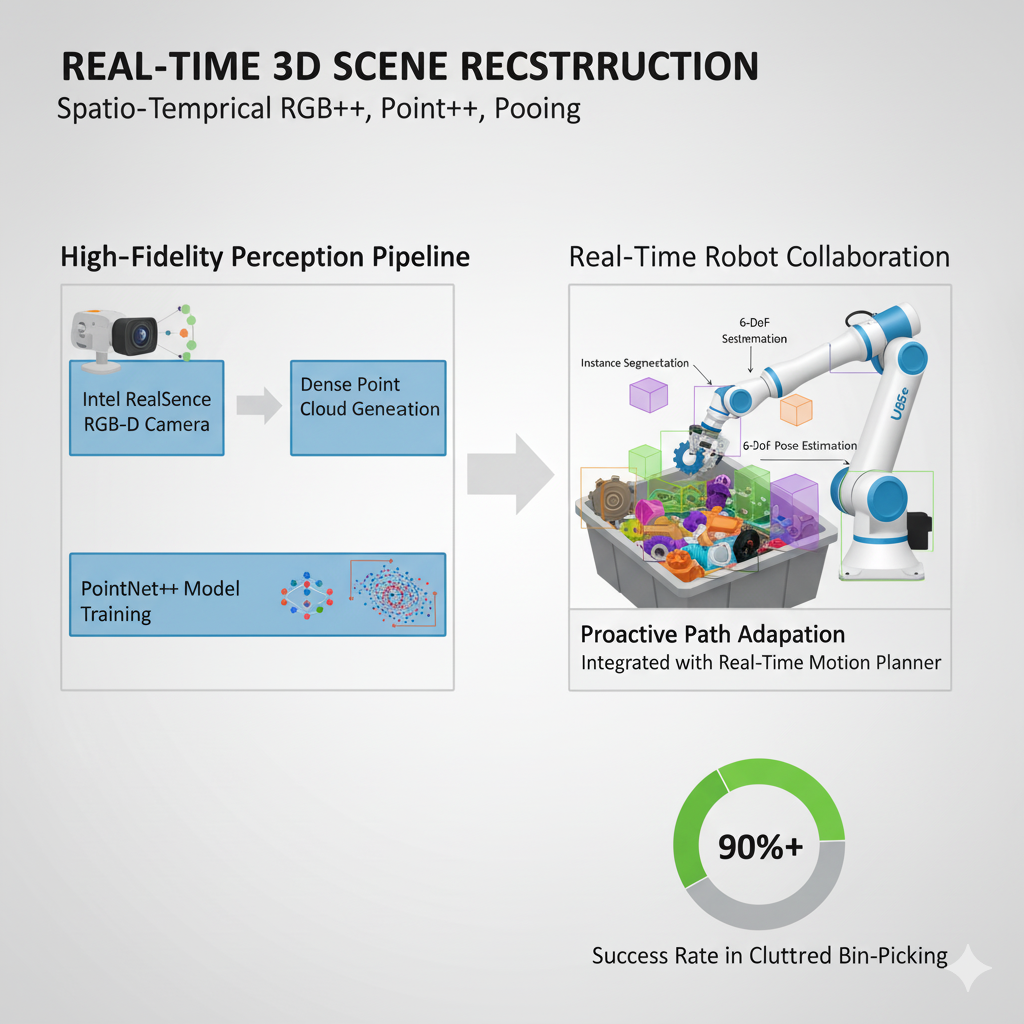 REAL-TIME 3D SCENE RECSTRRUCTION
Spatio-Temprical RGB++, Point++, Pooing
High-Fidelity Perception Pipeline
Intel RealSence
RGB-D Camera
Dense Point
Cloud Geneation
PointNet++ Model
Training
Real-Time Robot Collaboration
6-DoF
Sestremation
Instance Segnentation
6-DoF Pose Estimation
Proactive Path Adapation
Integrated with Real-Time Motion Planner
90%+
Success Rate in Cluttred Bin-Picking